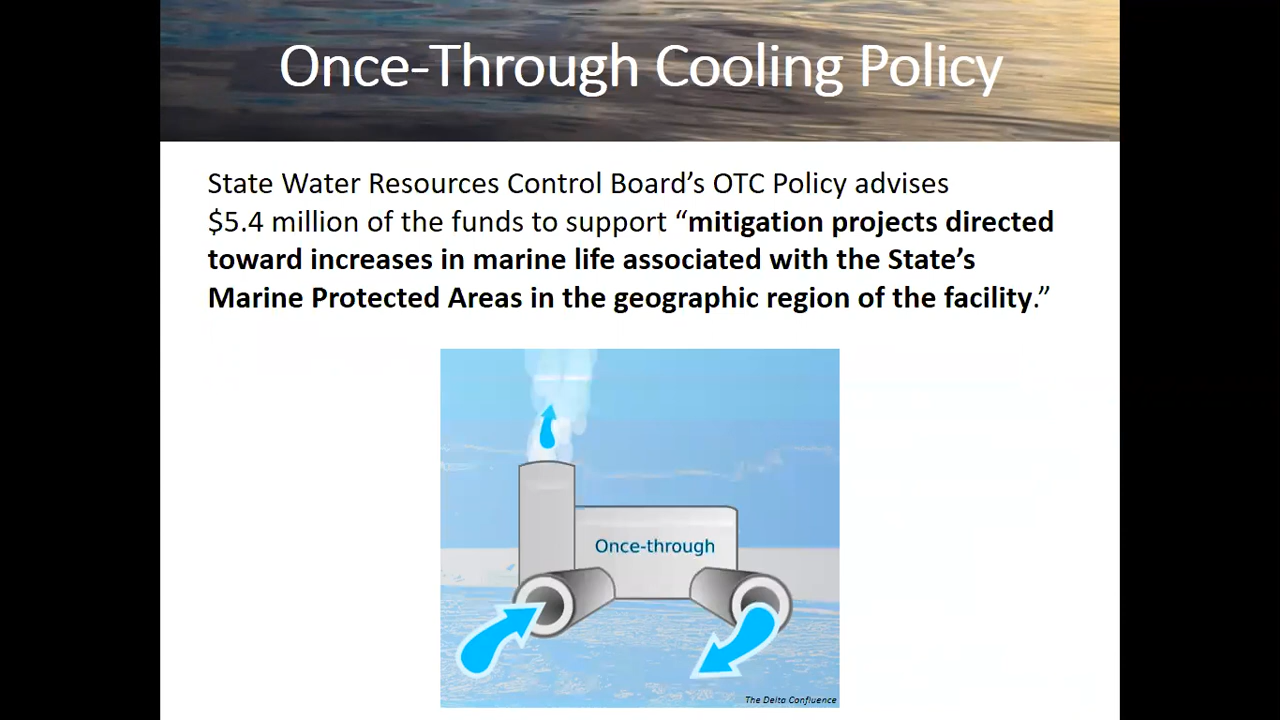 Once-Through Cooling Policy
State Water Resources Control Board’s OTC Policy advises
$5.4 million of the funds to support “mitigation projects directed
toward increases in marine life associated with the State’s
Marine Protected Areas in the geographic region of the facility.”
Once-through
The Delta Confluence